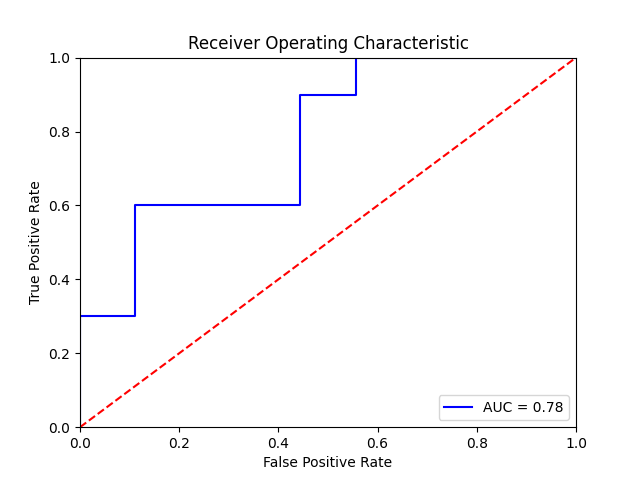 Receiver Operating Characteristic
1.0
0.8
0.6
0.4
0.2
0.0
True Positive Rate
AUC = 0.78
0.0 0.2 0.4 0.6 0.8 1.0
False Positive Rate